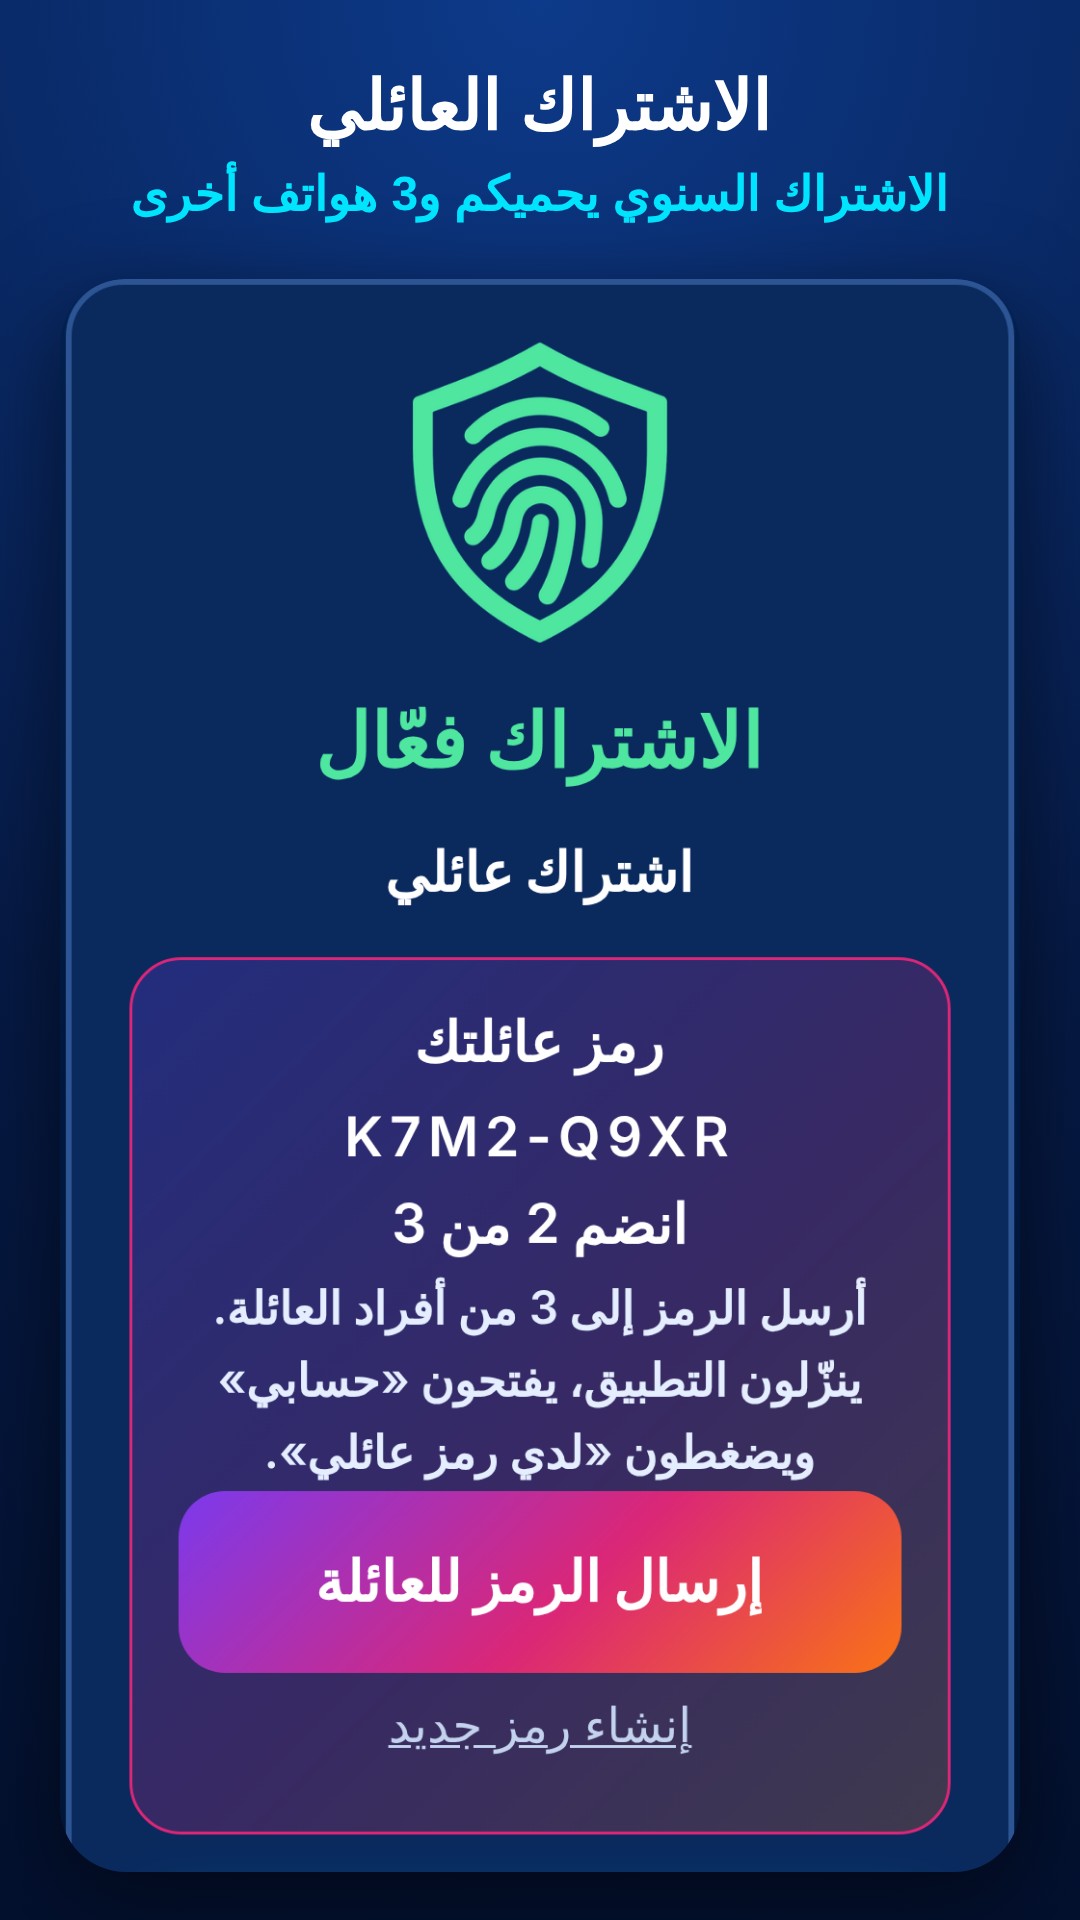 الاشتراك العائلي
الاشتراك السنوي يحميكم و3 هواتف أخرى
الاشتراك فعّال
اشتراك عائلي
رمز عائلتك
K7M2-Q9XR
انضم 2 من 3
أرسل الرمز إلى 3 من أفراد العائلة.
ينزّلون التطبيق، يفتحون «حسابي»
ويضغطون «لدي رمز عائلي».
إرسال الرمز للعائلة
إنشاء رمز جديد